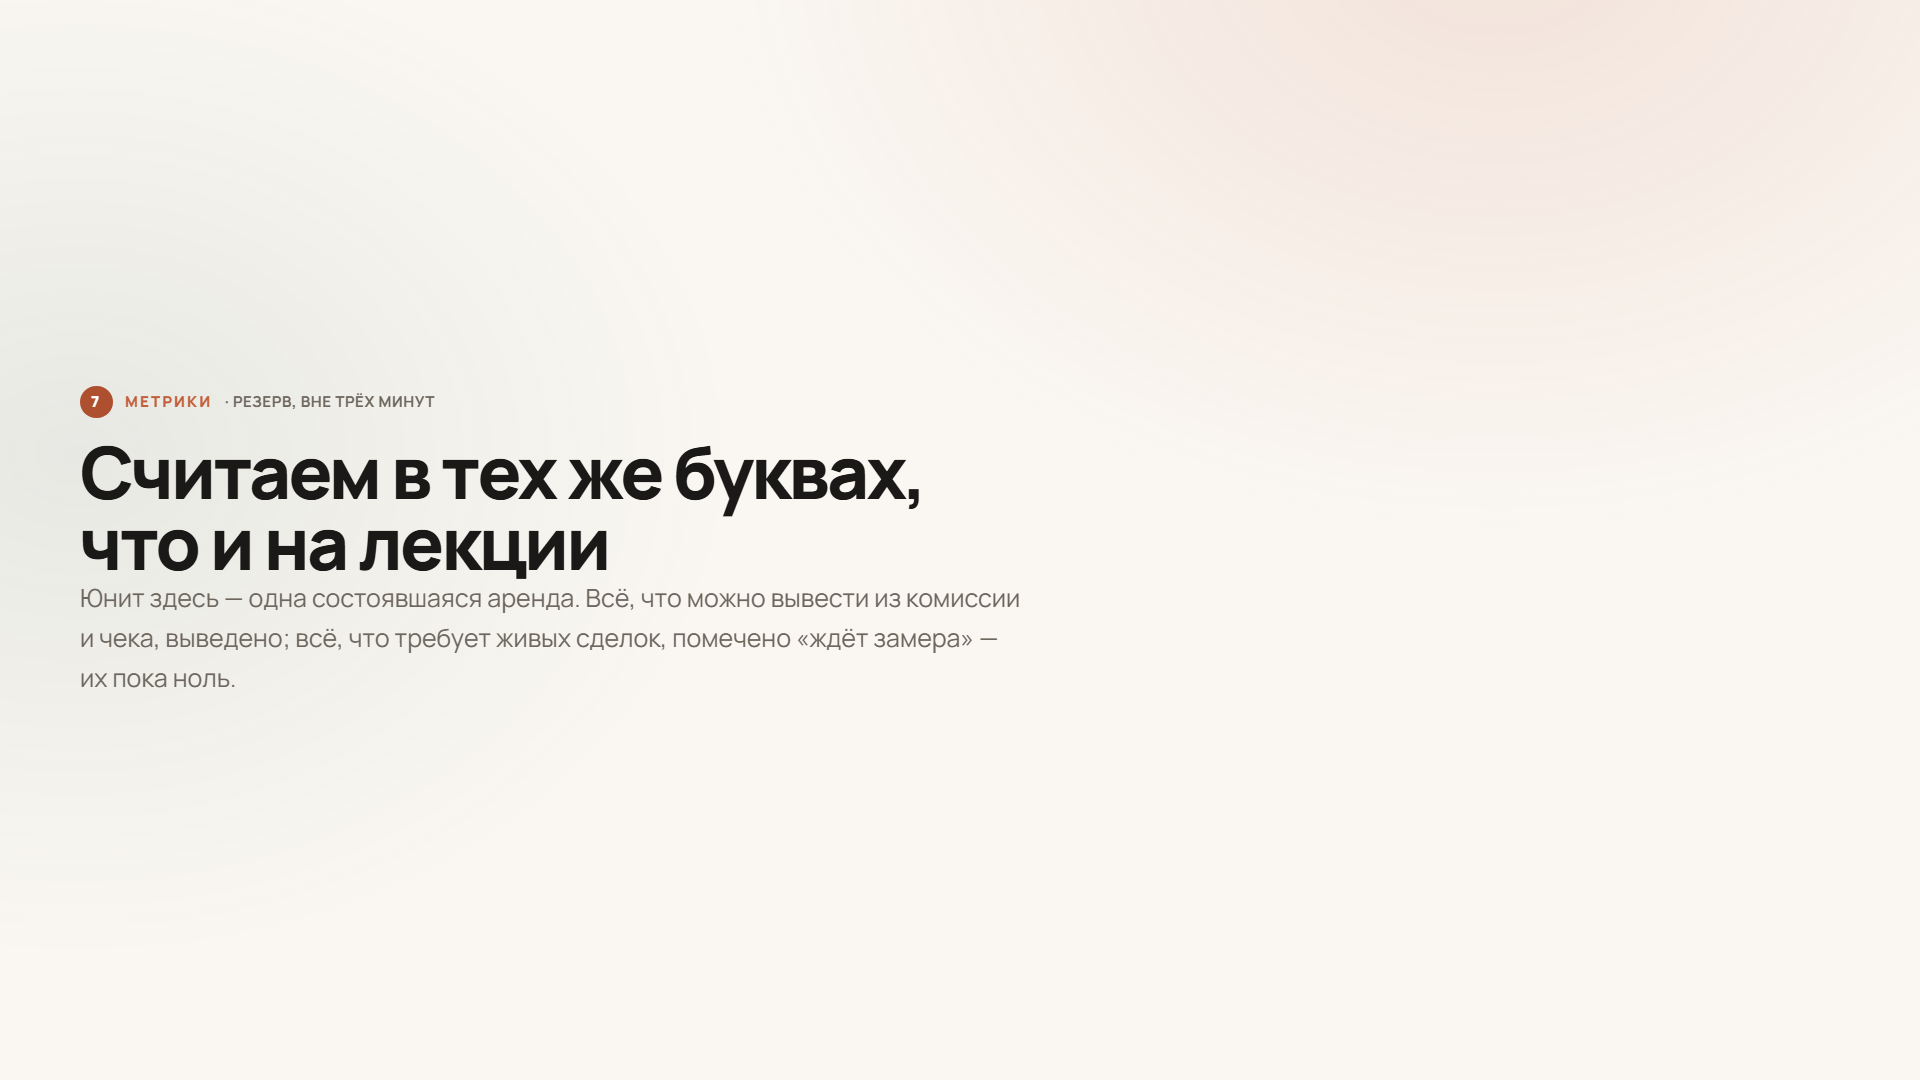 7 МЕТРИКИ · РЕЗЕРВ, ВНЕ ТРЁХ МИНУТ
Считаем в тех же буквах,
что и на лекции
Юнит здесь — одна состоявшаяся аренда. Всё, что можно вывести из комиссии
и чека, выведено; всё, что требует живых сделок, помечено «ждёт замера» —
их пока ноль.